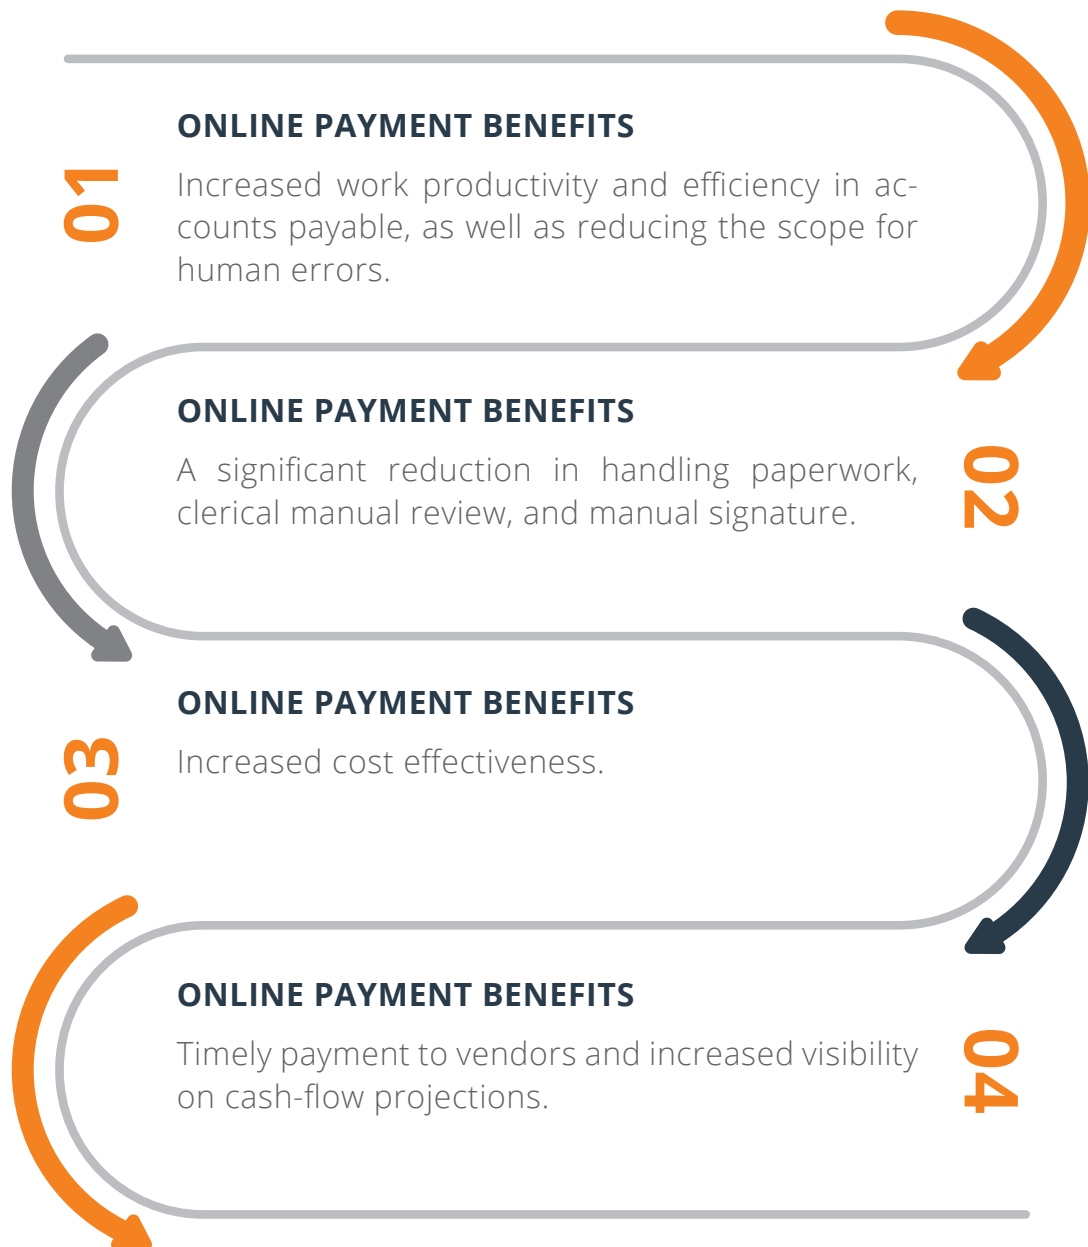 ONLINE PAYMENT BENEFITS
01
Increased work productivity and efficiency in ac-
counts payable, as well as reducing the scope for
human errors.
ONLINE PAYMENT BENEFITS
A significant reduction in handling paperwork,
clerical manual review, and manual signature.
02
ONLINE PAYMENT BENEFITS
03
Increased cost effectiveness.
ONLINE PAYMENT BENEFITS
Timely payment to vendors and increased visibility
on cash-flow projections.
04